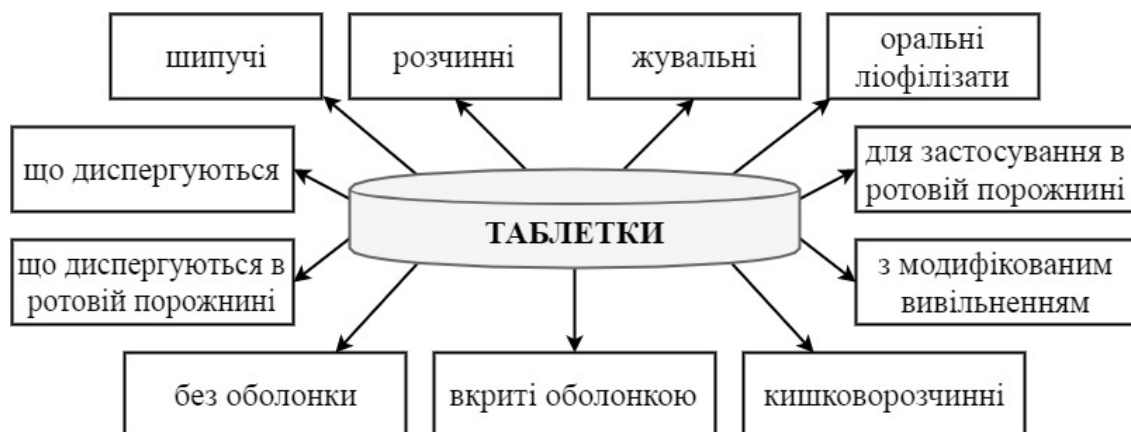 шипучі
розчинні
жувальні
оральні
ліофілізати
що диспергуються
для застосування в
ротовій порожнині
ТАБЛЕТКИ
що диспергуються в
ротовій порожнині
з модифікованим
вивільненням
без оболонки
вкриті оболонкою
кишковорозчинні